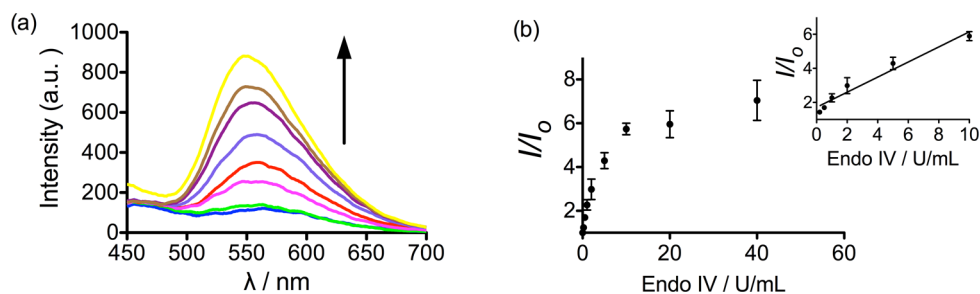 (a)
Intensity (a.u.)
1000
800
600
400
200
0
450 500 550 600 650 700
λ / nm
(b)
I/Io
8
6
4
2
0 20 40 60
Endo IV / U/mL
I/Io
6
4
2
0 2 4 6 8 10
Endo IV / U/mL